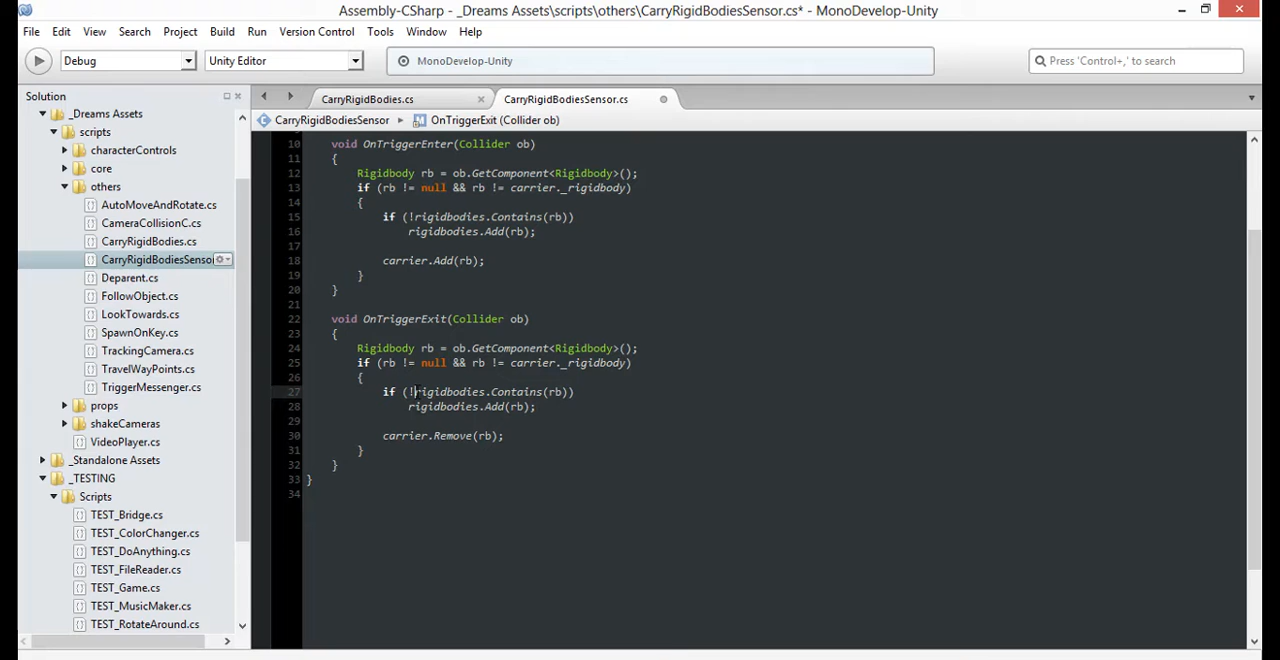 Assembly-CSharp - _Dreams Assets\scripts\others\CarryRigidBodiesSensor.cs* - MonoDevelop-Unity
File Edit View Search Project Build Run Version Control Tools Window Help
Debug Unity Editor MonoDevelop-Unity Press 'Control+,' to search
Solution
_Dreams Assets
scripts
characterControls
core
others
AutoMoveAndRotate.cs
CameraCollisionC.cs
CarryRigidBodies.cs
CarryRigidBodiesSensor
Deparent.cs
FollowObject.cs
LookTowards.cs
SpawnOnKey.cs
TrackingCamera.cs
TravelWayPoints.cs
TriggerMessenger.cs
props
shakeCameras
VideoPlayer.cs
_Standalone Assets
_TESTING
Scripts
TEST_Bridge.cs
TEST_ColorChanger.cs
TEST_DoAnything.cs
TEST_FileReader.cs
TEST_Game.cs
TEST_MusicMaker.cs
TEST_RotateAround.cs
CarryRigidBodies.cs CarryRigidBodiesSensor.cs
CarryRigidBodiesSensor OnTriggerExit (Collider ob)
10 void OnTriggerEnter(Collider ob)
11 {
12 Rigidbody rb = ob.GetComponent<Rigidbody>();
13 if (rb != null && rb != carrier._rigidbody)
14 {
15 if (!rigidbodies.Contains(rb))
16 rigidbodies.Add(rb);
17
18 carrier.Add(rb);
19 }
20 }
21
22 void OnTriggerExit(Collider ob)
23 {
24 Rigidbody rb = ob.GetComponent<Rigidbody>();
25 if (rb != null && rb != carrier._rigidbody)
26 {
27 if (!rigidbodies.Contains(rb))
28 rigidbodies.Add(rb);
29
30 carrier.Remove(rb);
31 }
32 }
33 }
34